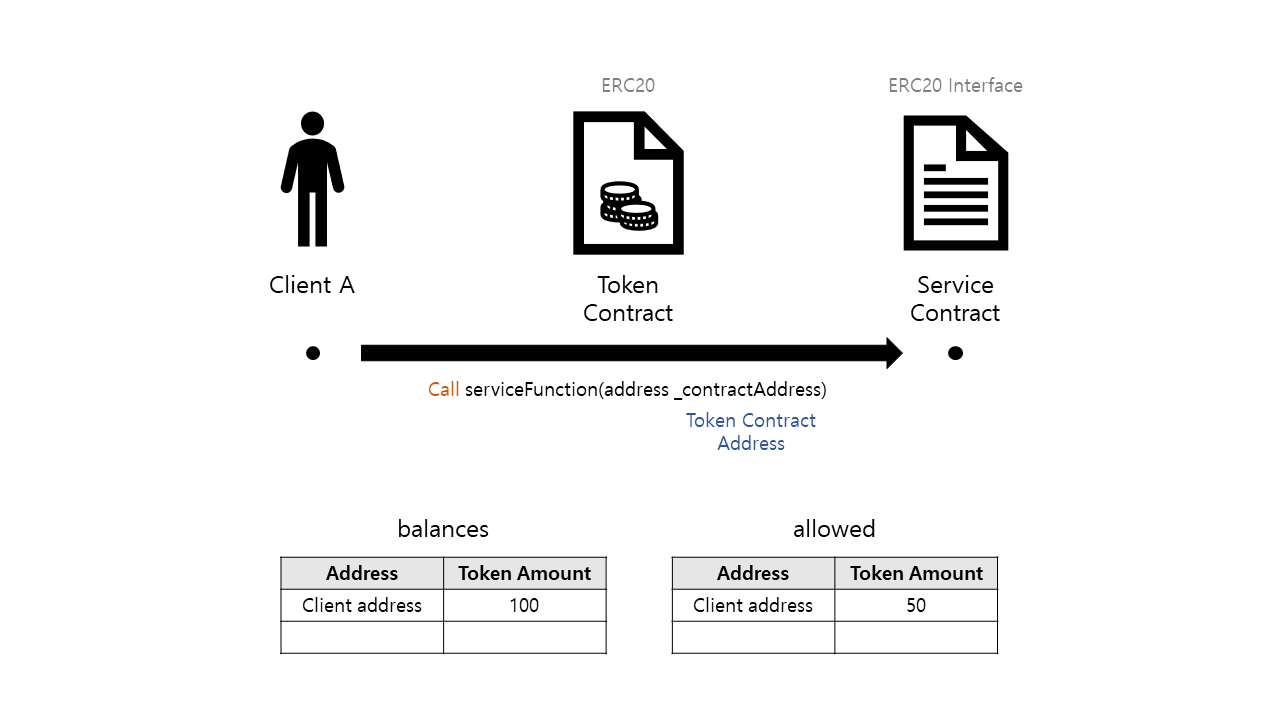 ERC20
ERC20 Interface
Client A
Token
Contract
Service
Contract
Call serviceFunction(address _contractAddress)
Token Contract
Address
balances
Address Token Amount
Client address 100
allowed
Address Token Amount
Client address 50